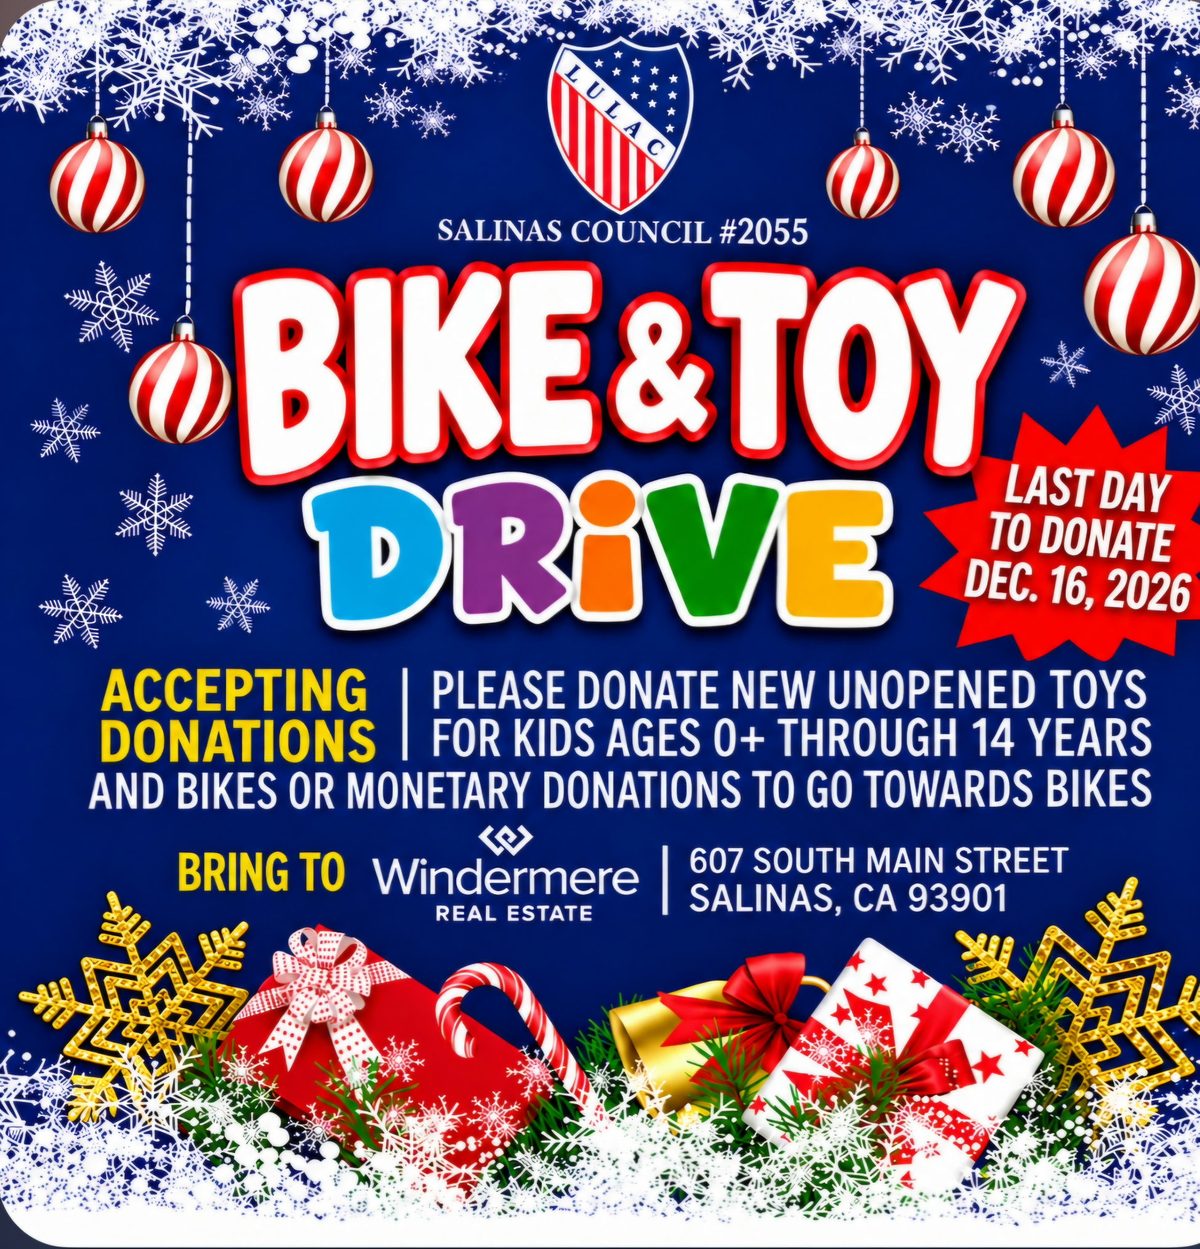 LULAC
SALINAS COUNCIL #2055
BIKE & TOY
DRiVE
LAST DAY
TO DONATE
DEC. 16, 2026
ACCEPTING
DONATIONS
PLEASE DONATE NEW UNOPENED TOYS
FOR KIDS AGES 0+ THROUGH 14 YEARS
AND BIKES OR MONETARY DONATIONS TO GO TOWARDS BIKES
BRING TO
Windermere
REAL ESTATE
607 SOUTH MAIN STREET
SALINAS, CA 93901